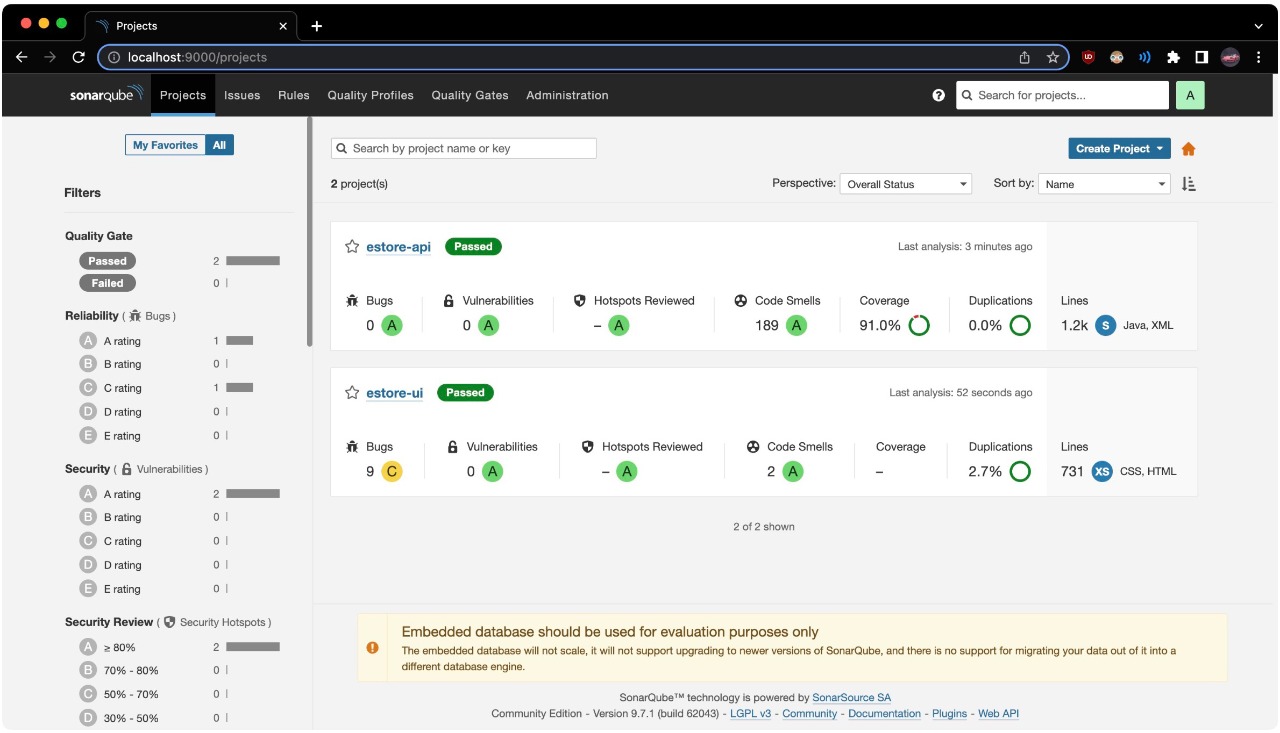 Projects
localhost:9000/projects
sonarqube Projects Issues Rules Quality Profiles Quality Gates Administration Search for projects... A
My Favorites All
Search by project name or key
Create Project
2 project(s)
Perspective: Overall Status Sort by: Name
Filters
Quality Gate
Passed 2
Failed 0
Reliability ( Bugs )
A A rating 1
B B rating 0
C C rating 1
D D rating 0
E E rating 0
Security ( Vulnerabilities )
A A rating 2
B B rating 0
C C rating 0
D D rating 0
E E rating 0
Security Review ( Security Hotspots )
A ≥ 80% 2
B 70% - 80% 0
C 50% - 70% 0
D 30% - 50% 0
estore-api Passed Last analysis: 3 minutes ago
Bugs Vulnerabilities Hotspots Reviewed Code Smells Coverage Duplications Lines
0 A 0 A – A 189 A 91.0% 0.0% 1.2k S Java, XML
estore-ui Passed Last analysis: 52 seconds ago
Bugs Vulnerabilities Hotspots Reviewed Code Smells Coverage Duplications Lines
9 C 0 A – A 2 A – 2.7% 731 XS CSS, HTML
2 of 2 shown
Embedded database should be used for evaluation purposes only
The embedded database will not scale, it will not support upgrading to newer versions of SonarQube, and there is no support for migrating your data out of it into a
different database engine.
SonarQube™ technology is powered by SonarSource SA
Community Edition - Version 9.7.1 (build 62043) - LGPL v3 - Community - Documentation - Plugins - Web API